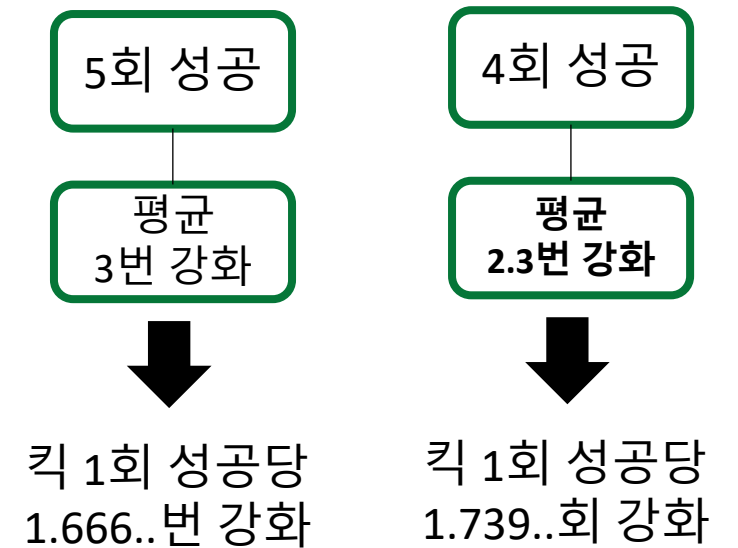 5회 성공
평균
3번 강화
킥 1회 성공당
1.666..번 강화
4회 성공
평균
2.3번 강화
킥 1회 성공당
1.739..회 강화